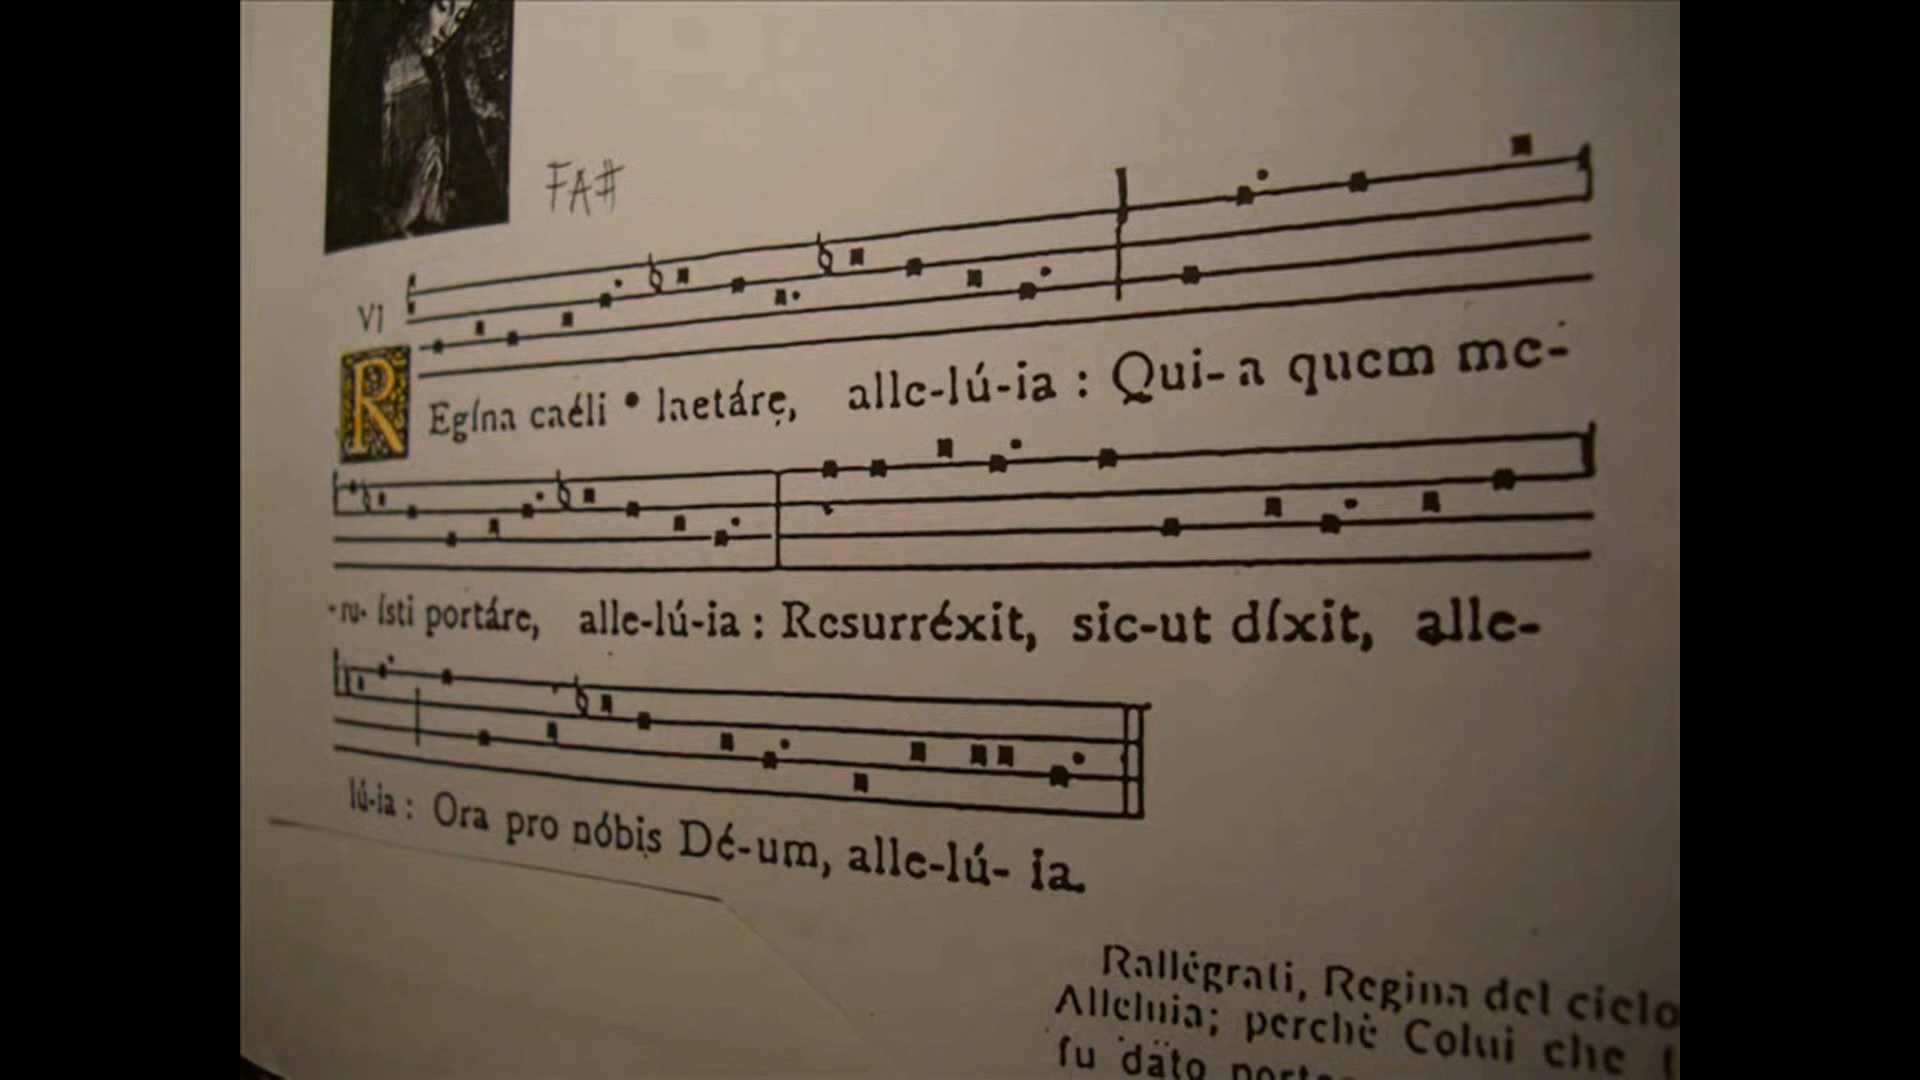 FA#
VI
REgína caéli * laetáre, alle-lú-ia : Qui-a quem me-
-ru- ísti portáre, alle-lú-ia : Resurréxit, sic-ut díxit, alle-
lú-ia : Ora pro nóbis Dé-um, alle-lú- ia.
Rallégrati, Regina del cielo
Alleluia; perchè Colui che
fu dato